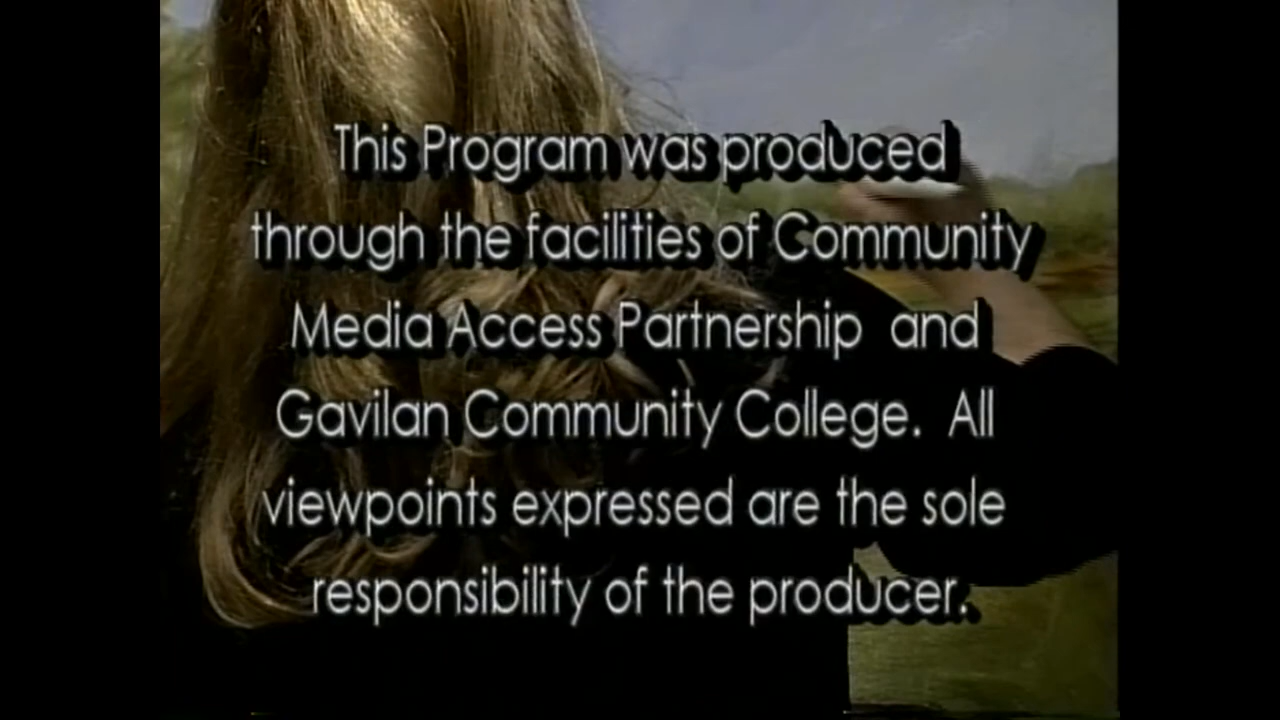 This Program was produced
through the facilities of Community
Media Access Partnership and
Gavilan Community College. All
viewpoints expressed are the sole
responsibility of the producer.